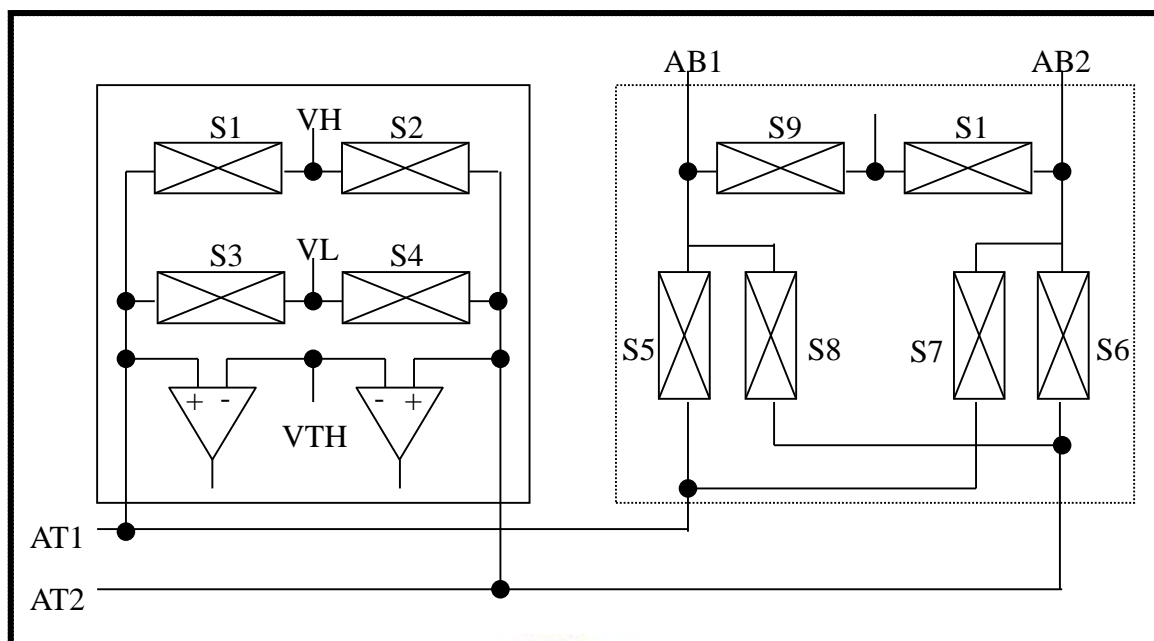 AB1 AB2
VH
S1 S2 S9 S1
VL
S3 S4
S5 S8 S7 S6
+ - - +
VTH
AT1
AT2